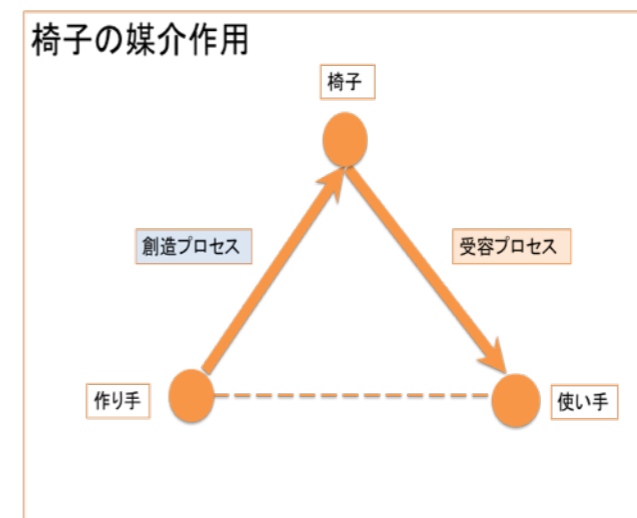 椅子の媒介作用
椅子
創造プロセス
受容プロセス
作り手
使い手